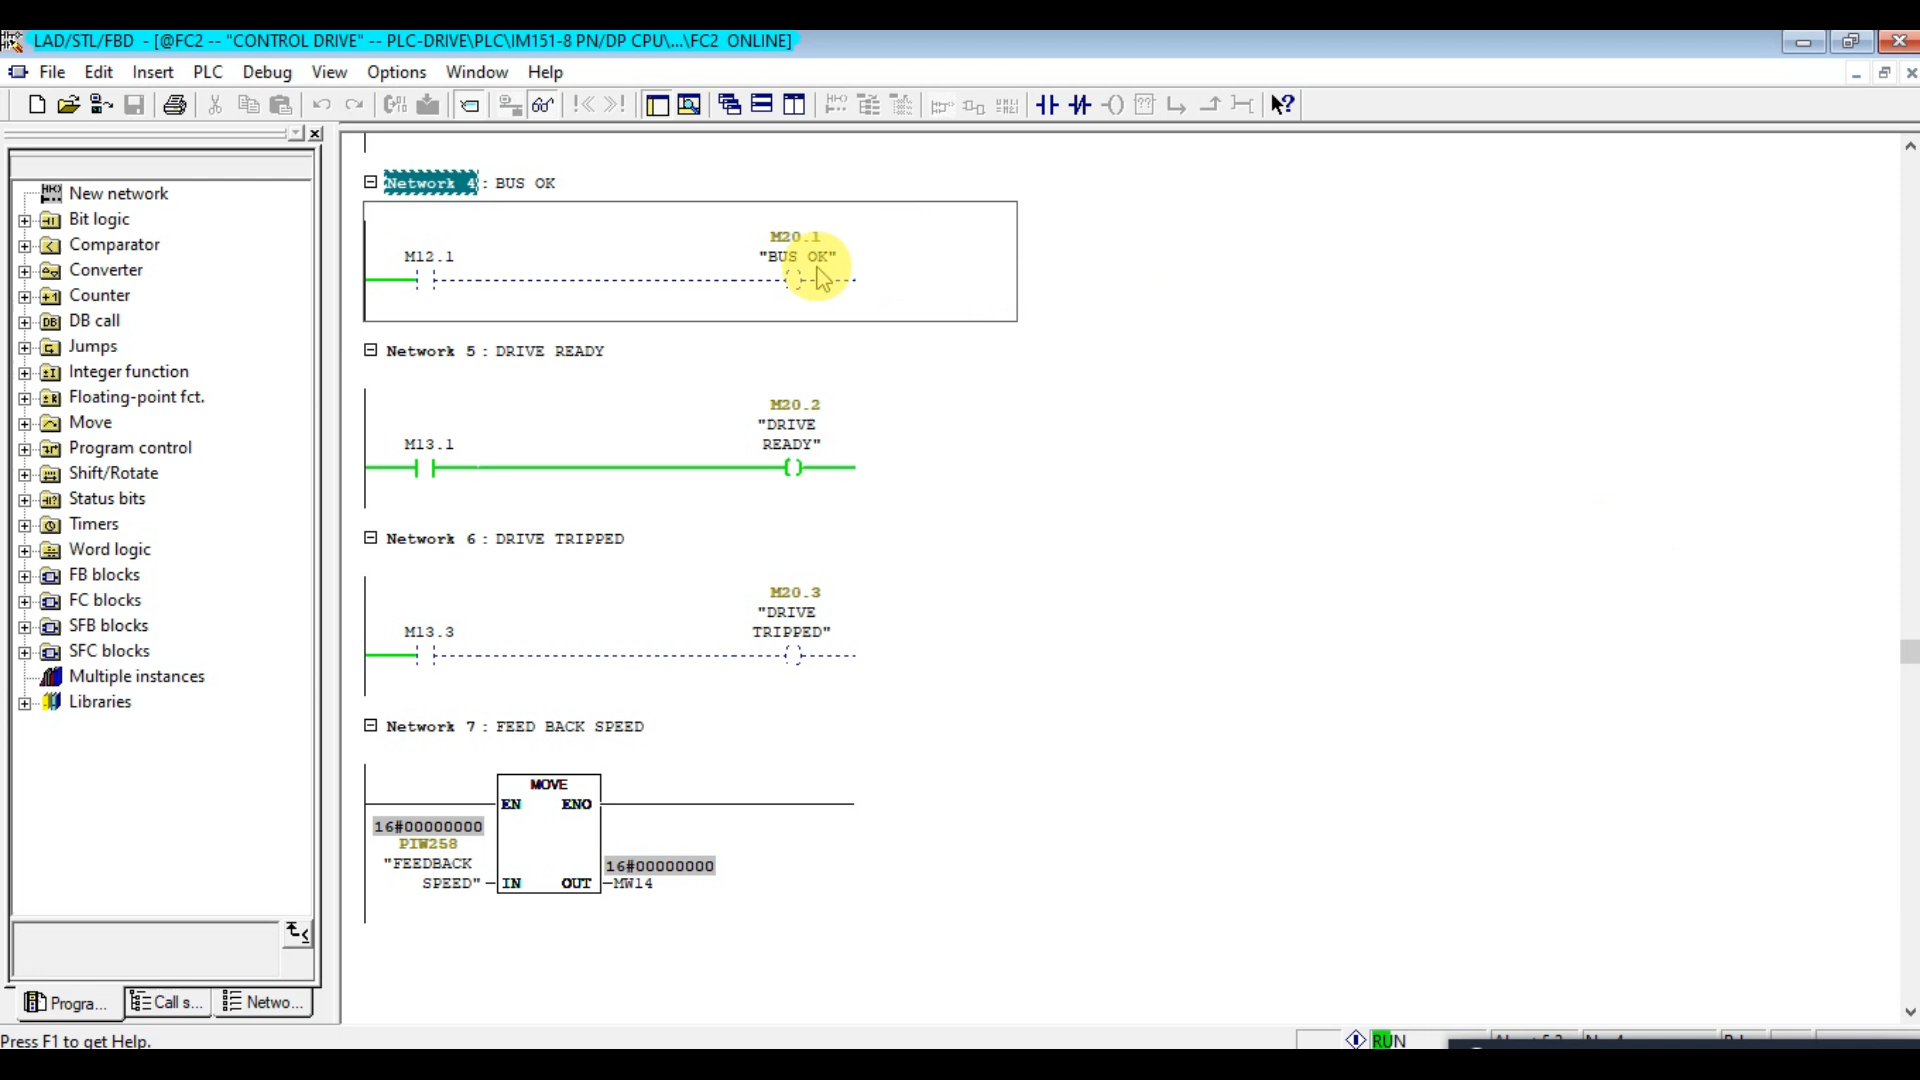 LAD/STL/FBD - [@FC2 -- "CONTROL DRIVE" -- PLC-DRIVE\PLC\IM151-8 PN/DP CPU\...\FC2 ONLINE]
File Edit Insert PLC Debug View Options Window Help
New network
Bit logic
Comparator
Converter
Counter
DB call
Jumps
Integer function
Floating-point fct.
Move
Program control
Shift/Rotate
Status bits
Timers
Word logic
FB blocks
FC blocks
SFB blocks
SFC blocks
Multiple instances
Libraries
Progra... Call s... Netwo...
Network 4 : BUS OK
M20.1
M12.1 "BUS OK"
Network 5 : DRIVE READY
M20.2
"DRIVE
M13.1 READY"
Network 6 : DRIVE TRIPPED
M20.3
"DRIVE
M13.3 TRIPPED"
Network 7 : FEED BACK SPEED
MOVE
EN ENO
16#00000000
PIW258
"FEEDBACK 16#00000000
SPEED" IN OUT MW14
Press F1 to get Help.
RUN